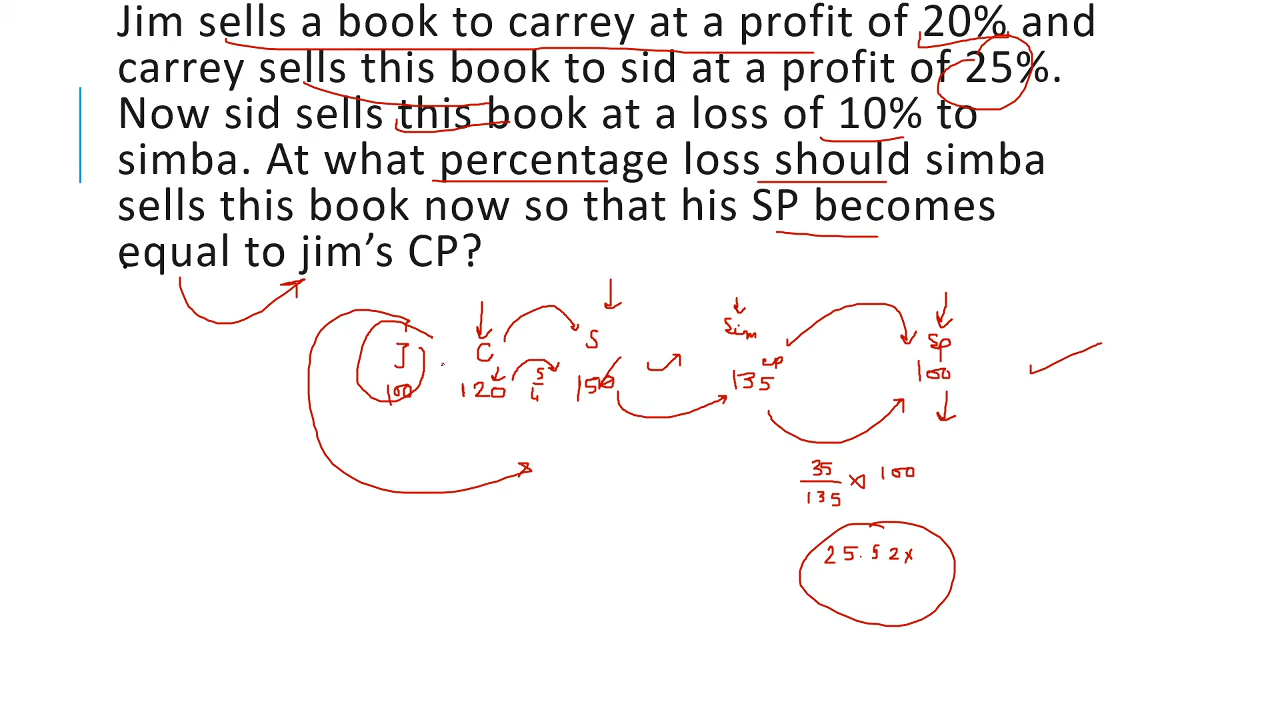 Jim sells a book to carrey at a profit of 20% and
carrey sells this book to sid at a profit of 25%.
Now sid sells this book at a loss of 10% to
simba. At what percentage loss should simba
sells this book now so that his SP becomes
equal to jim's CP?
J C S Sim SP
100 120 5/4 150 135 CP 100
35/135 × 100
25.92%